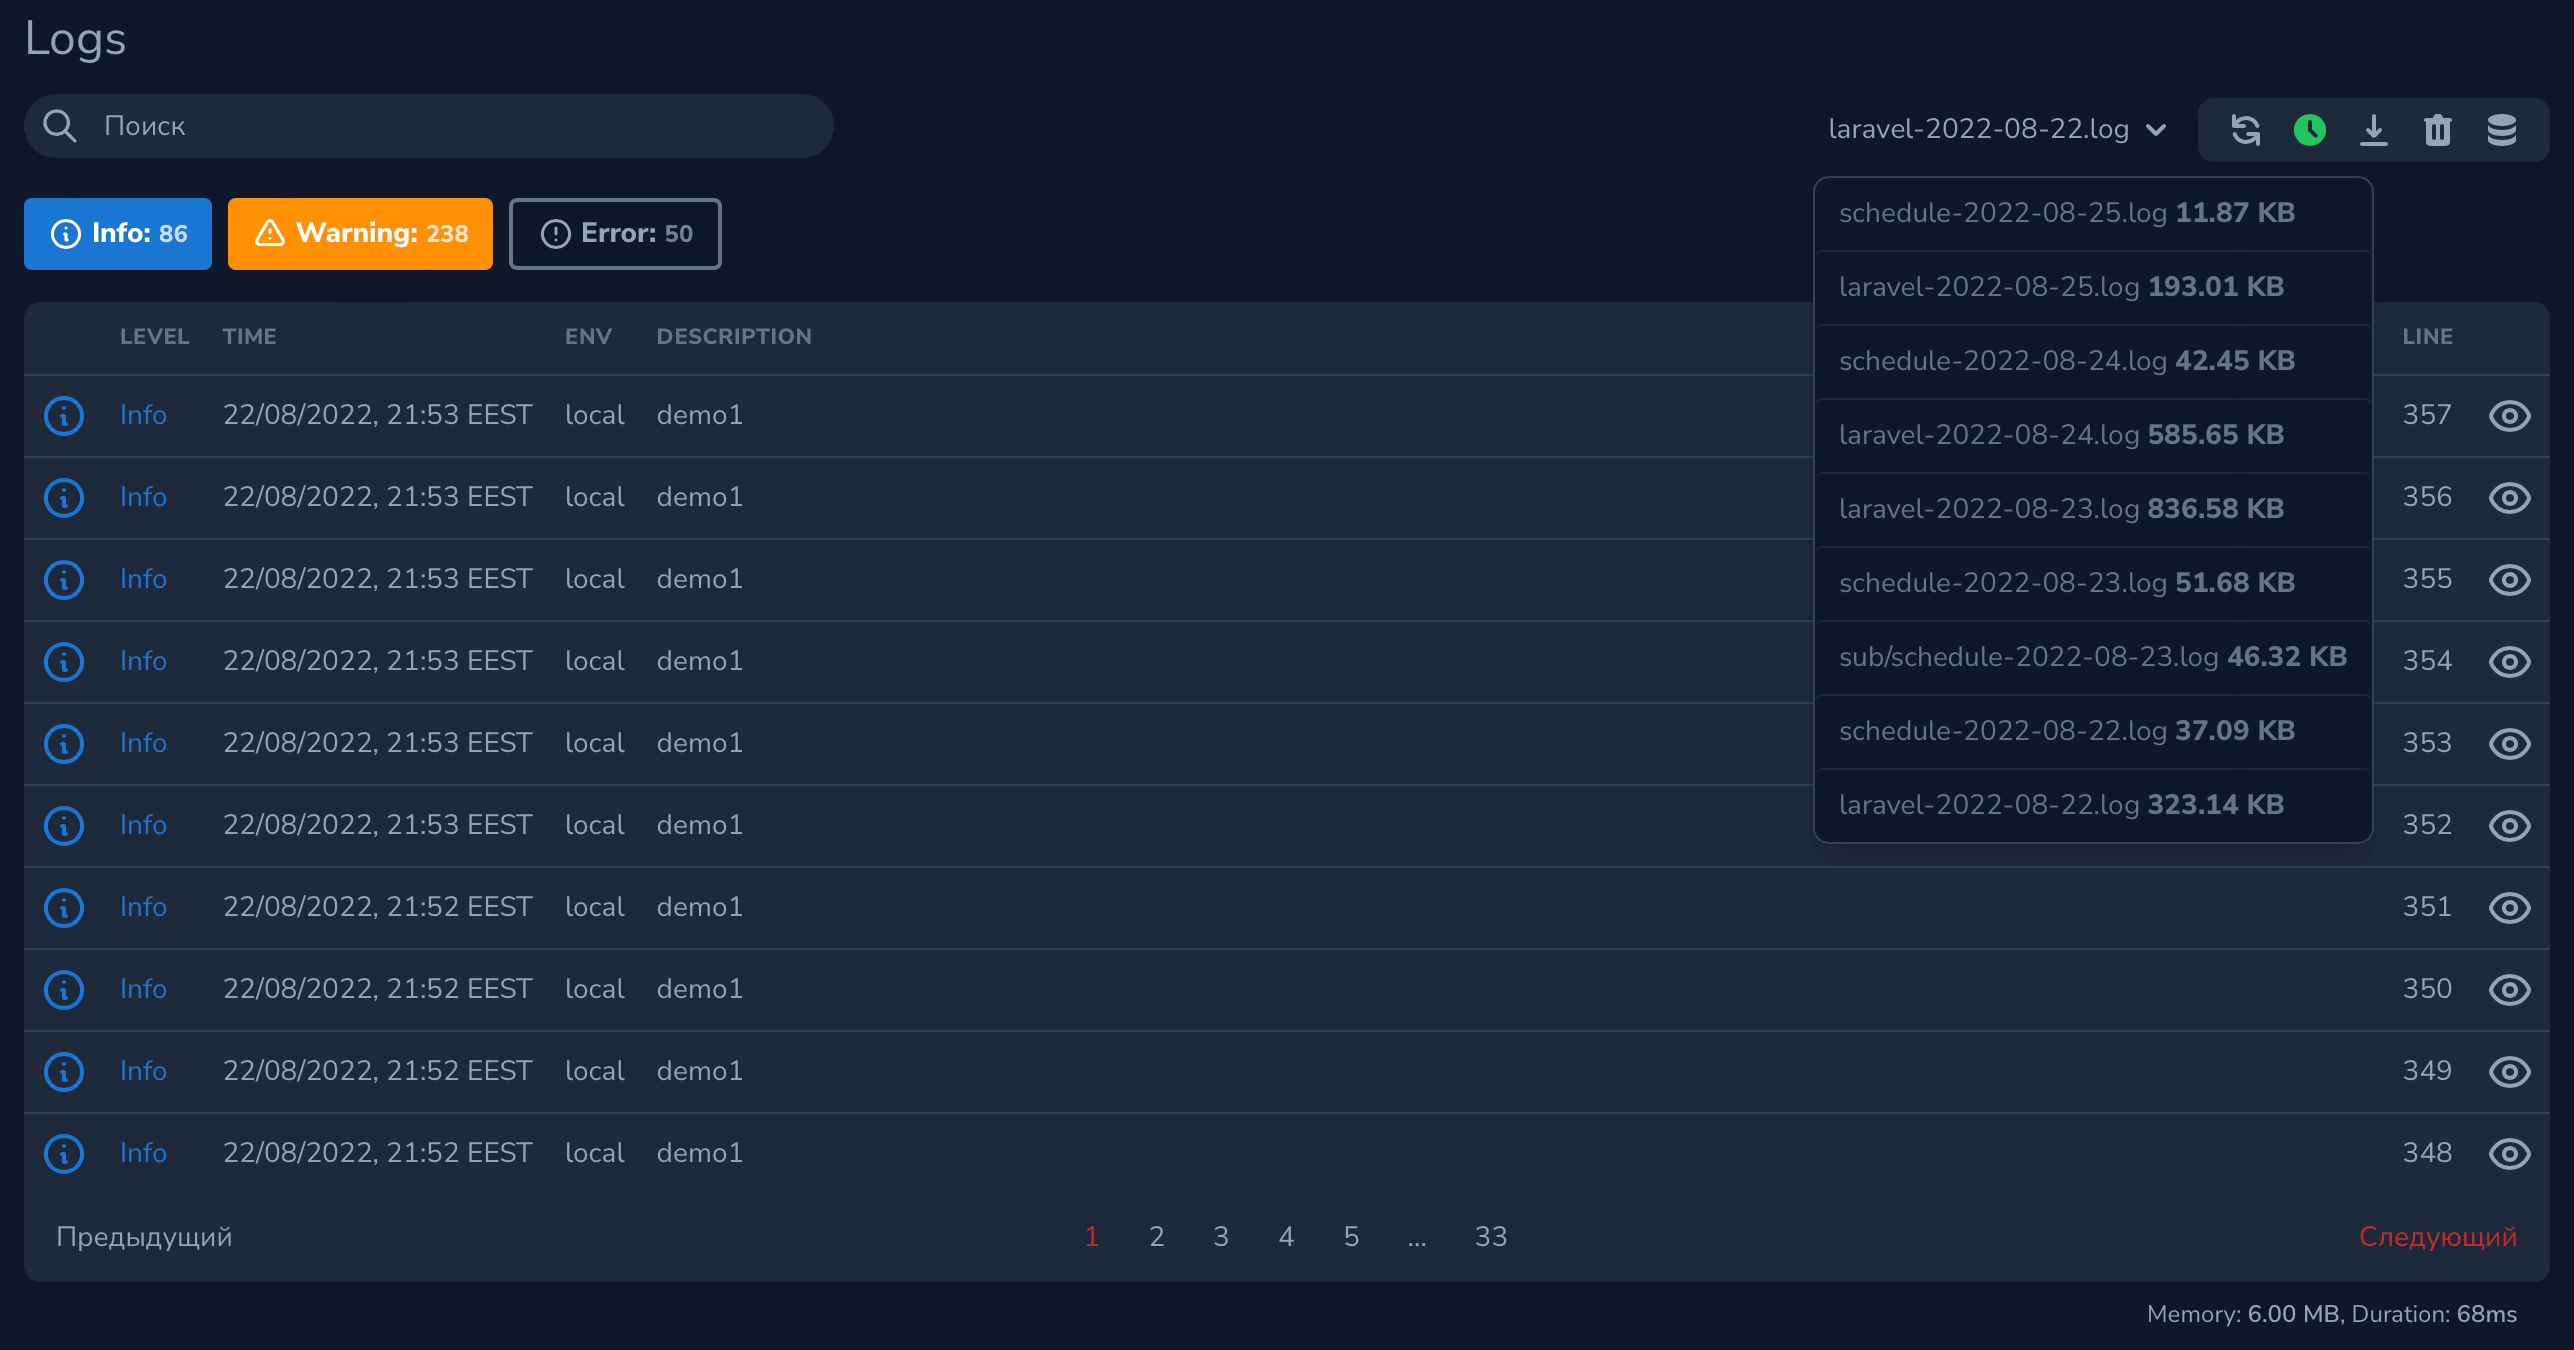 Logs
Поиск
laravel-2022-08-22.log
Info: 86 Warning: 238 Error: 50
schedule-2022-08-25.log 11.87 KB
laravel-2022-08-25.log 193.01 KB
schedule-2022-08-24.log 42.45 KB
laravel-2022-08-24.log 585.65 KB
laravel-2022-08-23.log 836.58 KB
schedule-2022-08-23.log 51.68 KB
sub/schedule-2022-08-23.log 46.32 KB
schedule-2022-08-22.log 37.09 KB
laravel-2022-08-22.log 323.14 KB
LEVEL TIME ENV DESCRIPTION LINE
Info 22/08/2022, 21:53 EEST local demo1 357
Info 22/08/2022, 21:53 EEST local demo1 356
Info 22/08/2022, 21:53 EEST local demo1 355
Info 22/08/2022, 21:53 EEST local demo1 354
Info 22/08/2022, 21:53 EEST local demo1 353
Info 22/08/2022, 21:53 EEST local demo1 352
Info 22/08/2022, 21:52 EEST local demo1 351
Info 22/08/2022, 21:52 EEST local demo1 350
Info 22/08/2022, 21:52 EEST local demo1 349
Info 22/08/2022, 21:52 EEST local demo1 348
Предыдущий 1 2 3 4 5 ... 33 Следующий
Memory: 6.00 MB, Duration: 68ms